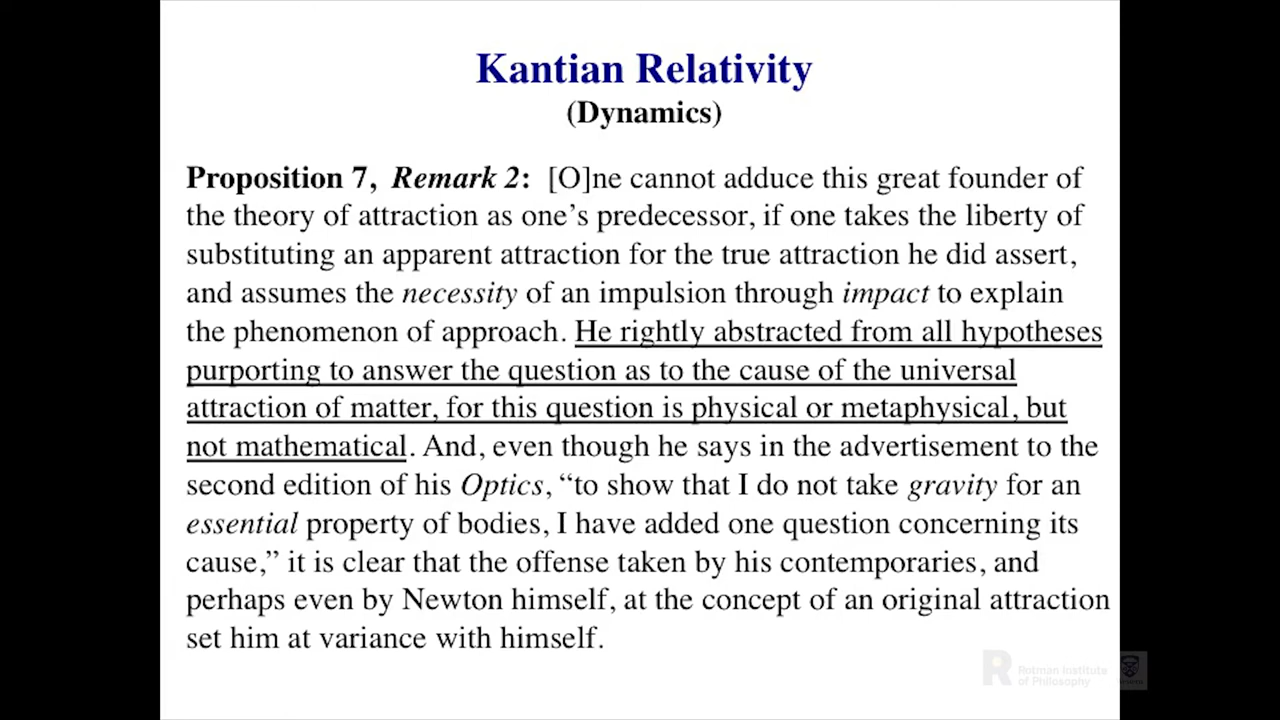 Kantian Relativity
(Dynamics)
Proposition 7, Remark 2: [O]ne cannot adduce this great founder of
the theory of attraction as one’s predecessor, if one takes the liberty of
substituting an apparent attraction for the true attraction he did assert,
and assumes the necessity of an impulsion through impact to explain
the phenomenon of approach. He rightly abstracted from all hypotheses
purporting to answer the question as to the cause of the universal
attraction of matter, for this question is physical or metaphysical, but
not mathematical. And, even though he says in the advertisement to the
second edition of his Optics, “to show that I do not take gravity for an
essential property of bodies, I have added one question concerning its
cause,” it is clear that the offense taken by his contemporaries, and
perhaps even by Newton himself, at the concept of an original attraction
set him at variance with himself.
R
Rotman Institute
of Philosophy